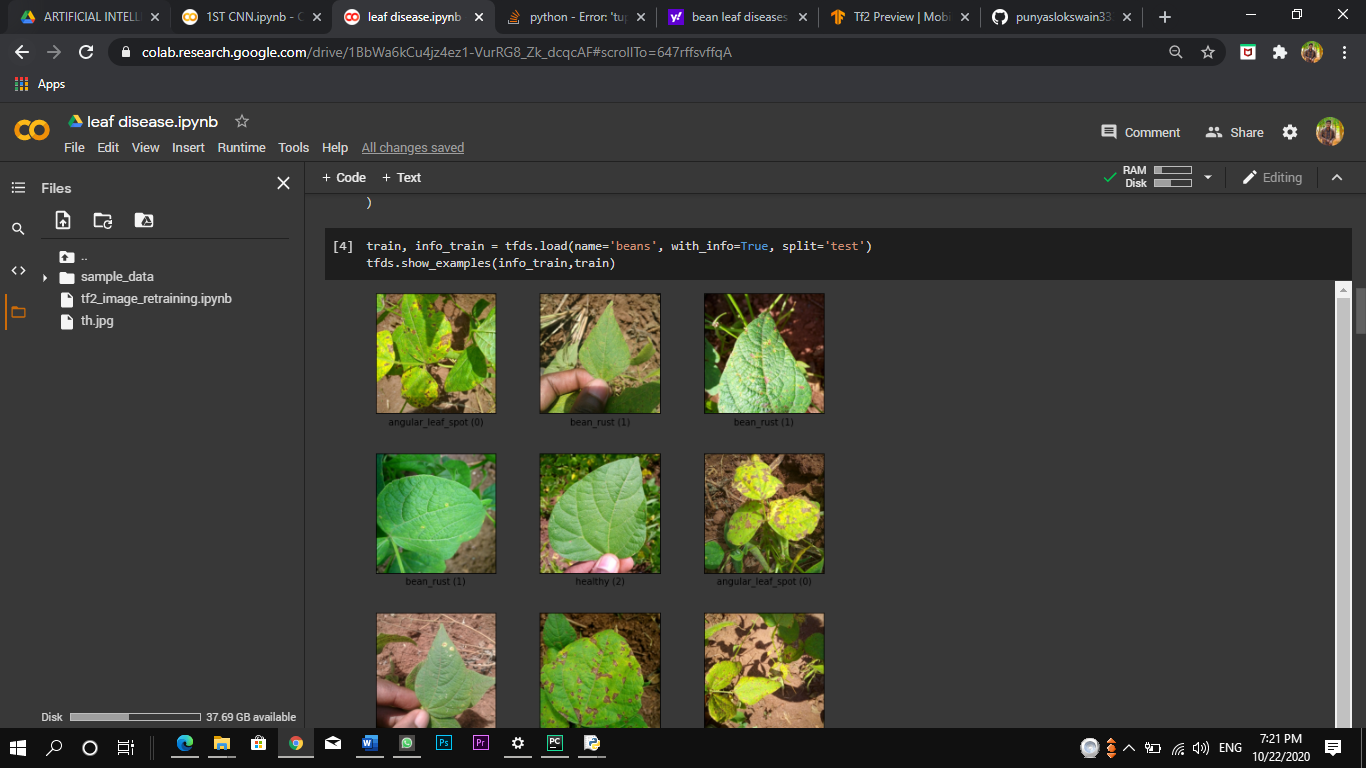 ARTIFICIAL INTELL
1ST CNN.ipynb - C
leaf disease.ipynb
python - Error: 'tup
bean leaf diseases
Tf2 Preview | Mobi
punyaslokswain33
colab.research.google.com/drive/1BbWa6kCu4jz4ez1-VurRG8_Zk_dcqcAF#scrollTo=647rffsvffqA
Apps
leaf disease.ipynb
Comment
Share
File Edit View Insert Runtime Tools Help All changes saved
Files
+ Code + Text
RAM
Disk
Editing
)
..
sample_data
tf2_image_retraining.ipynb
th.jpg
[4] train, info_train = tfds.load(name='beans', with_info=True, split='test')
tfds.show_examples(info_train,train)
angular_leaf_spot (0) bean_rust (1) bean_rust (1)
bean_rust (1) healthy (2) angular_leaf_spot (0)
Disk 37.69 GB available
ENG
7:21 PM
10/22/2020